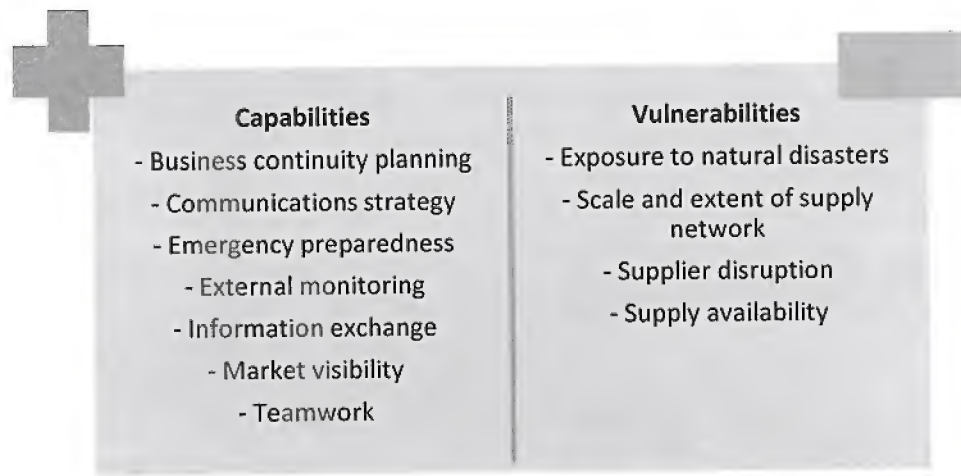 Capabilities
- Business continuity planning
- Communications strategy
- Emergency preparedness
- External monitoring
- Information exchange
- Market visibility
- Teamwork
Vulnerabilities
- Exposure to natural disasters
- Scale and extent of supply
network
- Supplier disruption
- Supply availability